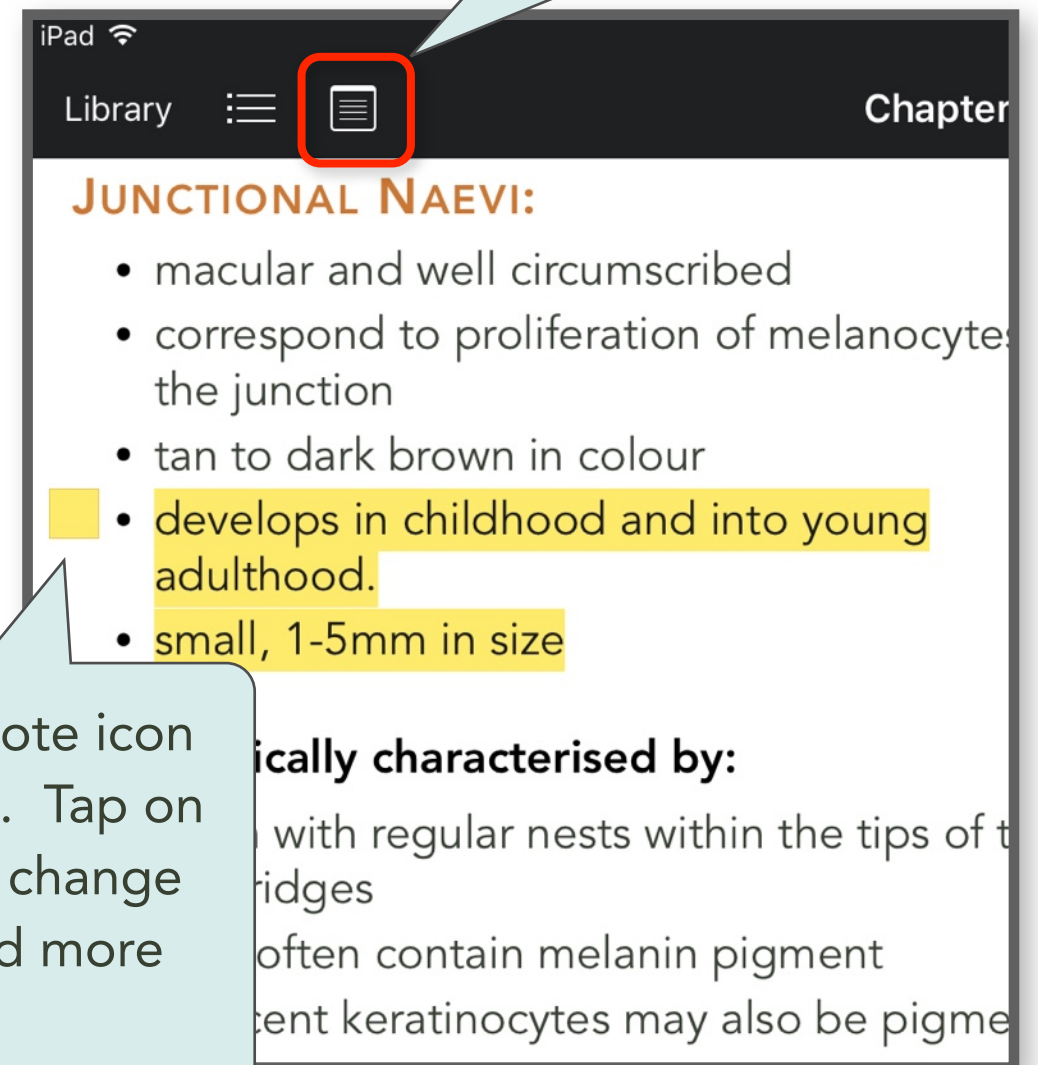 iPad
Library
Chapter
JUNCTIONAL NAEVI:
• macular and well circumscribed
• correspond to proliferation of melanocytes
the junction
• tan to dark brown in colour
• develops in childhood and into young
adulthood.
• small, 1-5mm in size
ically characterised by:
with regular nests within the tips of t
ridges
often contain melanin pigment
cent keratinocytes may also be pigme
ote icon
. Tap on
change
d more